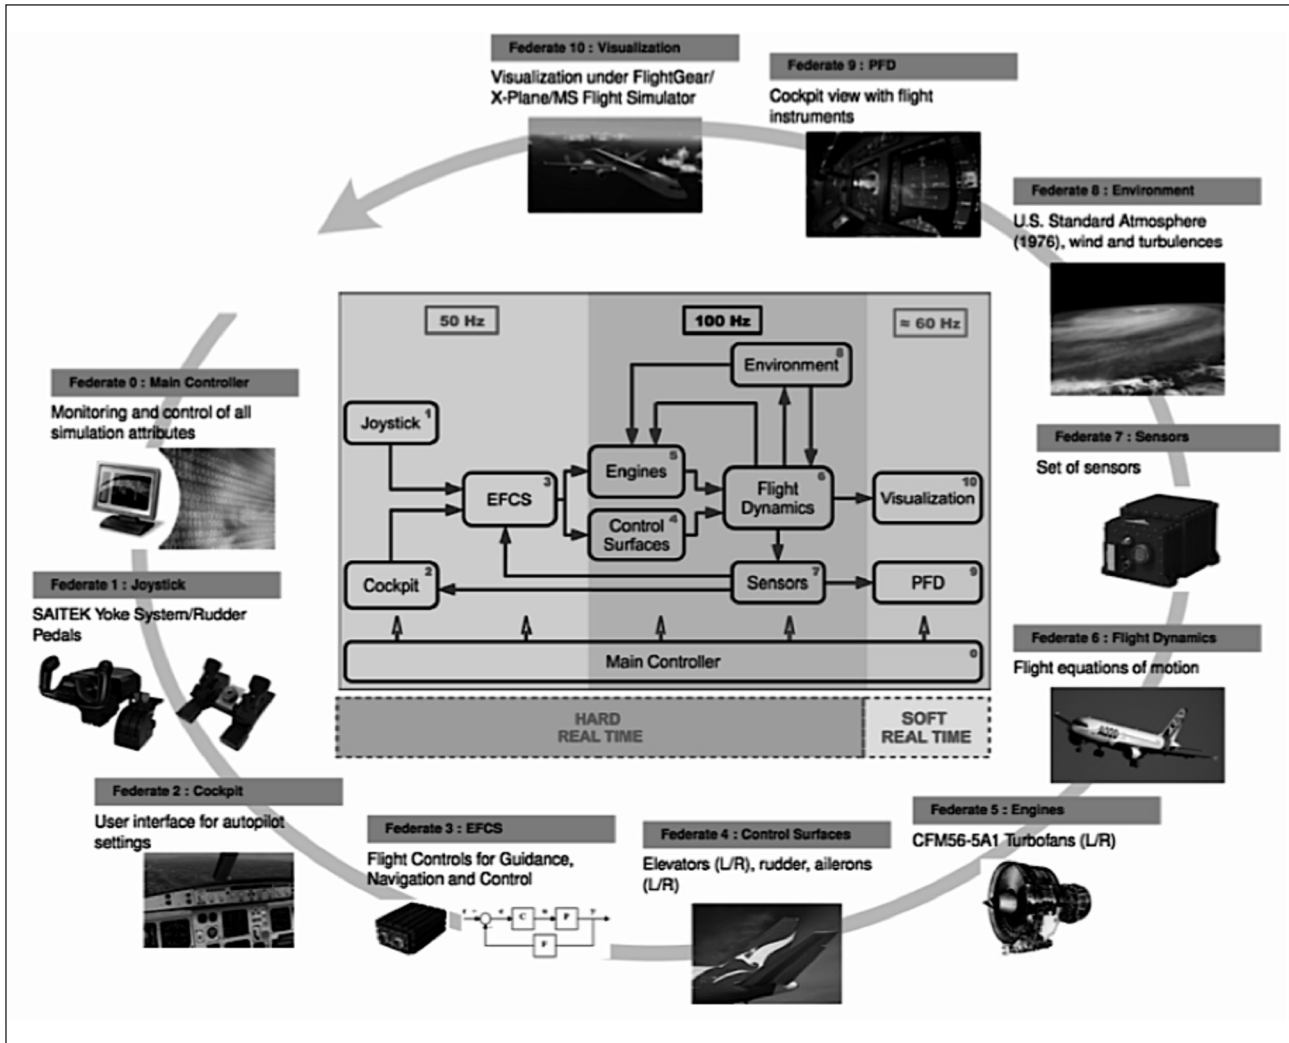 Federate 10 : Visualization
Visualization under FlightGear/
X-Plane/MS Flight Simulator
Federate 9 : PFD
Cockpit view with flight
instruments
Federate 8 : Environment
U.S. Standard Atmosphere
(1976), wind and turbulences
50 Hz
100 Hz
≈ 60 Hz
Environment 8
Federate 0 : Main Controller
Monitoring and control of all
simulation attributes
Joystick 1
Federate 7 : Sensors
Set of sensors
Engines 5
EFCS 3
Flight
Dynamics 6
Visualization 10
Control
Surfaces 4
Cockpit 2
Sensors 7
PFD 9
Main Controller 0
Federate 1 : Joystick
SAITEK Yoke System/Rudder
Pedals
Federate 6 : Flight Dynamics
Flight equations of motion
HARD
REAL TIME
SOFT
REAL TIME
Federate 2 : Cockpit
User interface for autopilot
settings
Federate 3 : EFCS
Flight Controls for Guidance,
Navigation and Control
C
P
F
Federate 4 : Control Surfaces
Elevators (L/R), rudder, ailerons
(L/R)
Federate 5 : Engines
CFM56-5A1 Turbofans (L/R)